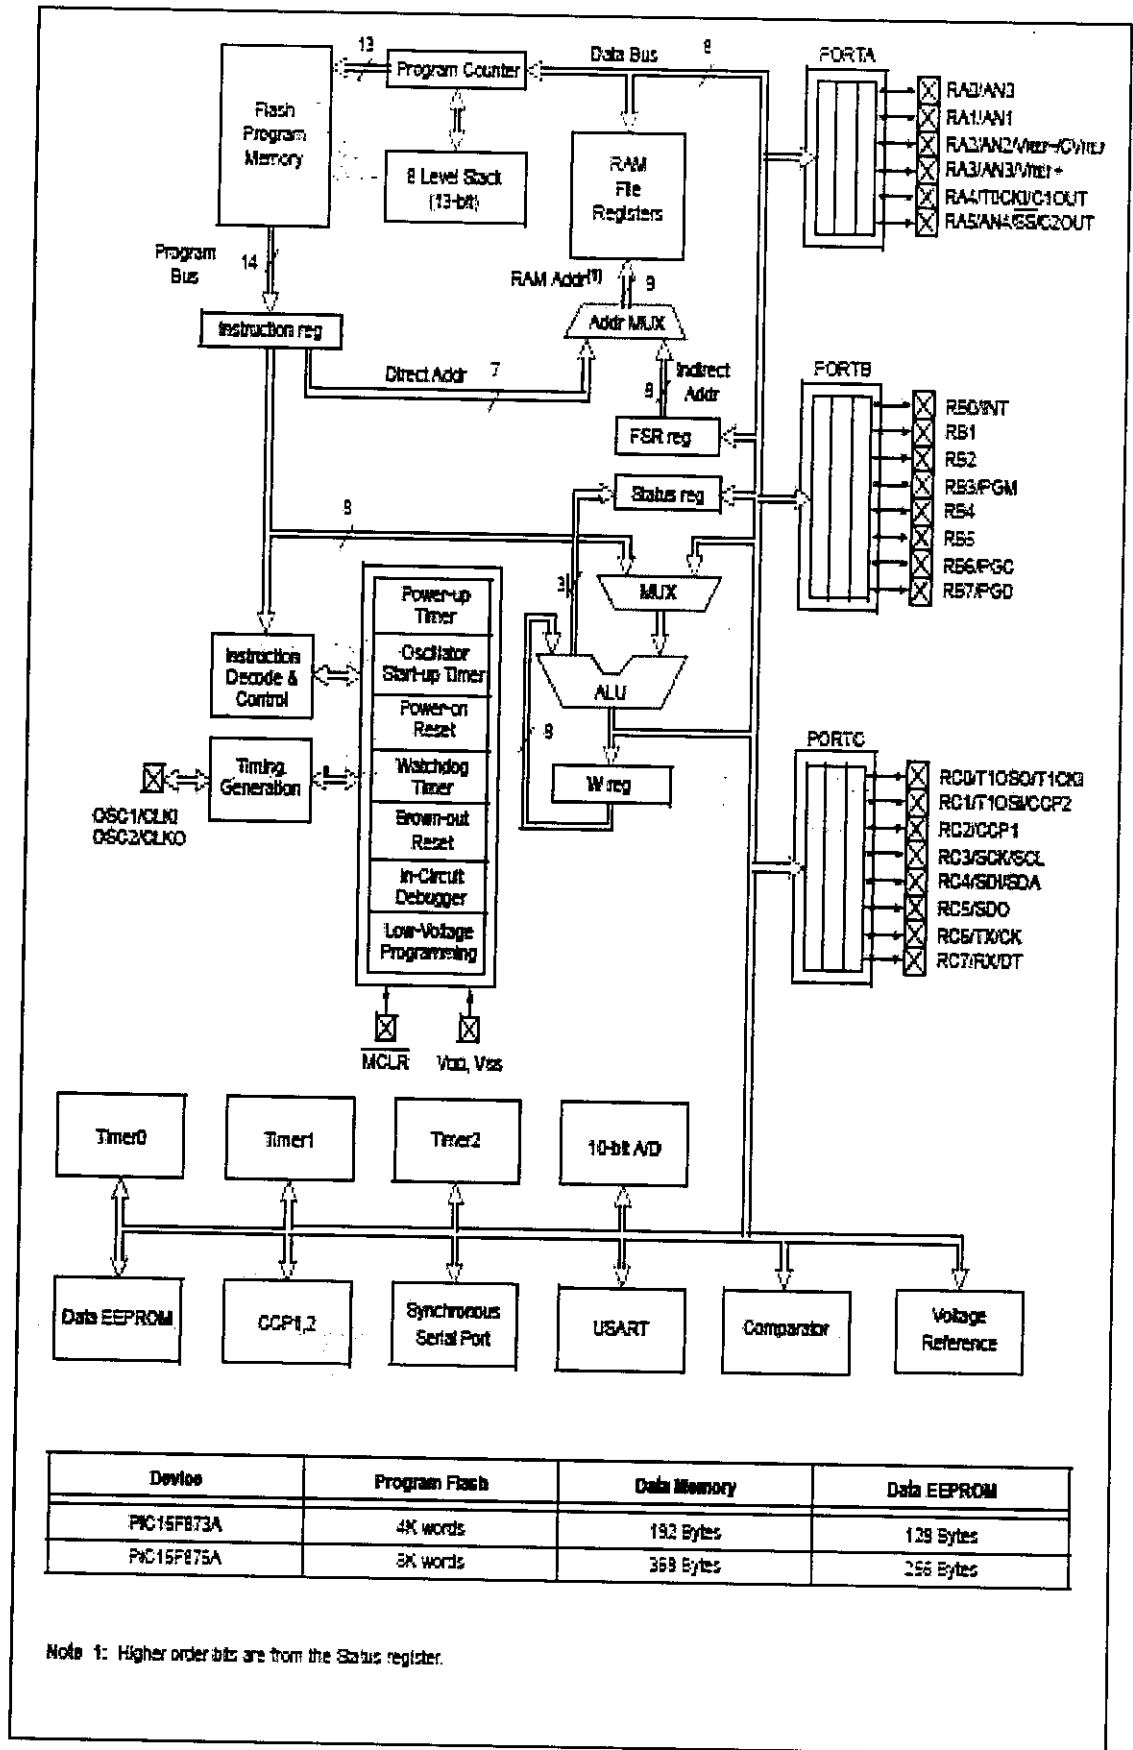 13
Data Bus
8
PORTA
Program Counter
Flash
Program
Memory
8 Level Stack
(13-bit)
RAM
File
Registers
RA1/AN1
RA3/AN3/VREF+
RA4/T0CKI/C1OUT
RA5/AN4/SS/C2OUT
Program
Bus
14
RAM Addr(1)
9
Addr MUX
Instruction reg
Direct Addr
7
Indirect
Addr
8
FSR reg
Status reg
PORTB
RB0/INT
RB1
RB2
RB3/PGM
RB4
RB5
RB6/PGC
RB7/PGD
8
3
MUX
Power-up
Timer
Oscillator
Start-up Timer
Power-on
Reset
Watchdog
Timer
Brown-out
Reset
In-Circuit
Debugger
Low-Voltage
Programming
Instruction
Decode &
Control
Timing
Generation
OSC1/CLKI
OSC2/CLKO
ALU
8
W reg
PORTC
RC0/T1OSO/T1CKI
RC1/T1OSI/CCP2
RC2/CCP1
RC3/SCK/SCL
RC4/SDI/SDA
RC5/SDO
RC6/TX/CK
RC7/RX/DT
MCLR
VDD, VSS
Timer0
Timer1
Timer2
10-bit A/D
Data EEPROM
CCP1,2
Synchronous
Serial Port
USART
Comparator
Voltage
Reference
Device Program Flash Data Memory Data EEPROM
PIC16F873A 4K words 192 Bytes 128 Bytes
PIC16F876A 8K words 368 Bytes 256 Bytes
Note 1: Higher order bits are from the Status register.